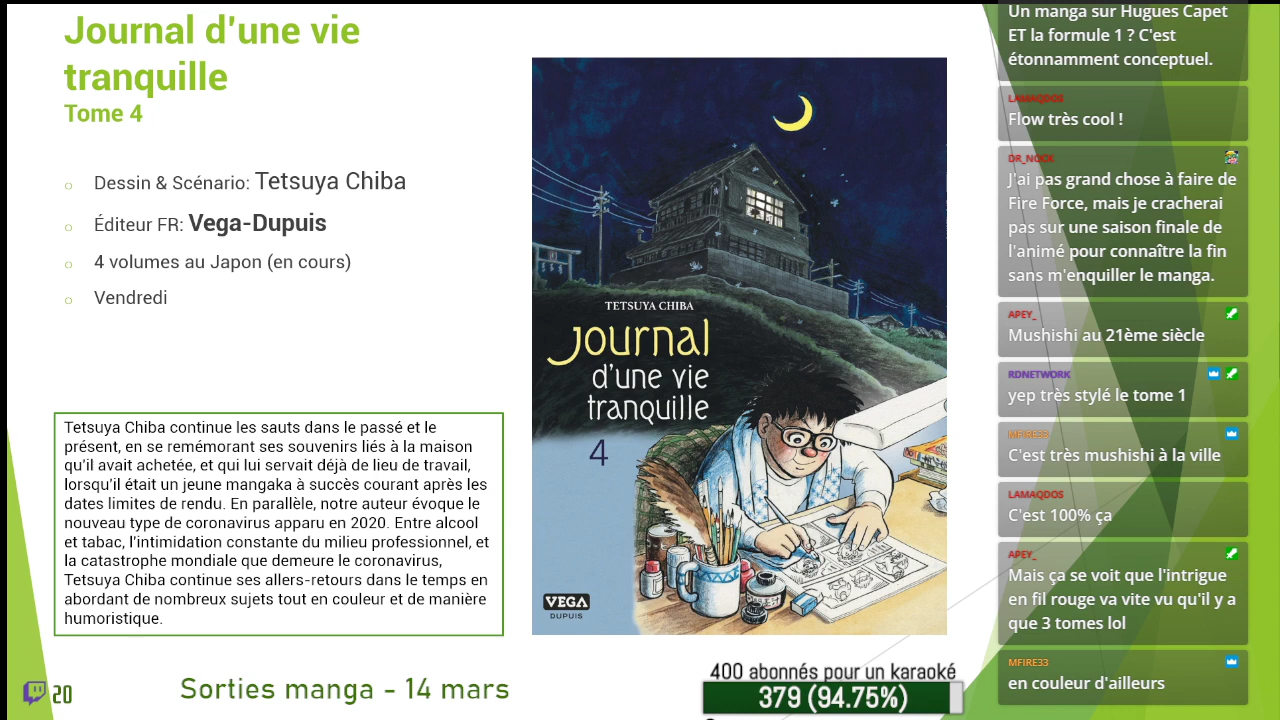 Journal d'une vie
tranquille
Tome 4
Dessin & Scénario: Tetsuya Chiba
Éditeur FR: Vega-Dupuis
4 volumes au Japon (en cours)
Vendredi
Tetsuya Chiba continue les sauts dans le passé et le
présent, en se remémorant ses souvenirs liés à la maison
qu'il avait achetée, et qui lui servait déjà de lieu de travail,
lorsqu'il était un jeune mangaka à succès courant après les
dates limites de rendu. En parallèle, notre auteur évoque le
nouveau type de coronavirus apparu en 2020. Entre alcool
et tabac, l'intimidation constante du milieu professionnel, et
la catastrophe mondiale que demeure le coronavirus,
Tetsuya Chiba continue ses allers-retours dans le temps en
abordant de nombreux sujets tout en couleur et de manière
humoristique.
TETSUYA CHIBA
Journal
d'une vie
tranquille
4
VEGA
DUPUIS
20
Sorties manga - 14 mars
400 abonnés pour un karaoké
379 (94.75%)
Un manga sur Hugues Capet
ET la formule 1 ? C'est
étonnamment conceptuel.
LAMAQDOS
Flow très cool !
DR_NOOK
J'ai pas grand chose à faire de
Fire Force, mais je cracherai
pas sur une saison finale de
l'animé pour connaître la fin
sans m'enquiller le manga.
APEY_
Mushishi au 21ème siècle
RDNETWORK
yep très stylé le tome 1
MFIRE33
C'est très mushishi à la ville
LAMAQDOS
C'est 100% ça
APEY_
Mais ça se voit que l'intrigue
en fil rouge va vite vu qu'il y a
que 3 tomes lol
MFIRE33
en couleur d'ailleurs